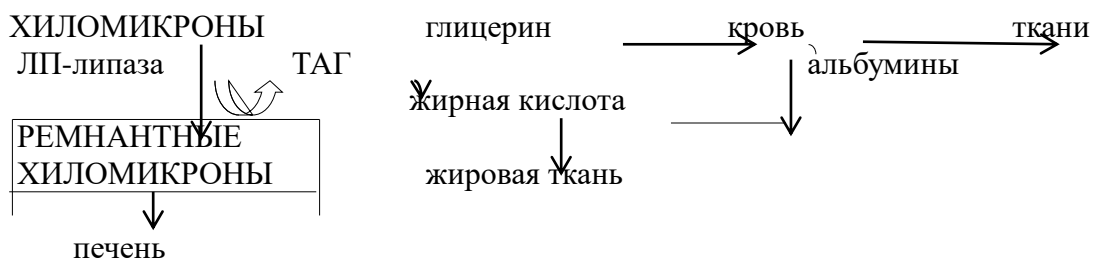 ХИЛОМИКРОНЫ глицерин кровь ткани
ЛП-липаза ТАГ альбумины
жирная кислота
РЕМНАНТНЫЕ
ХИЛОМИКРОНЫ жировая ткань
печень